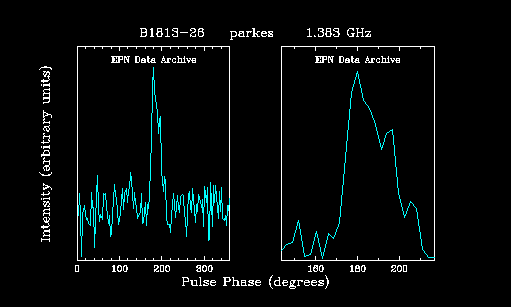 B1813-26 parkes 1.383 GHz
EPN Data Archive EPN Data Archive
Intensity (arbitrary units)
0 100 200 300 160 180 200
Pulse Phase (degrees)